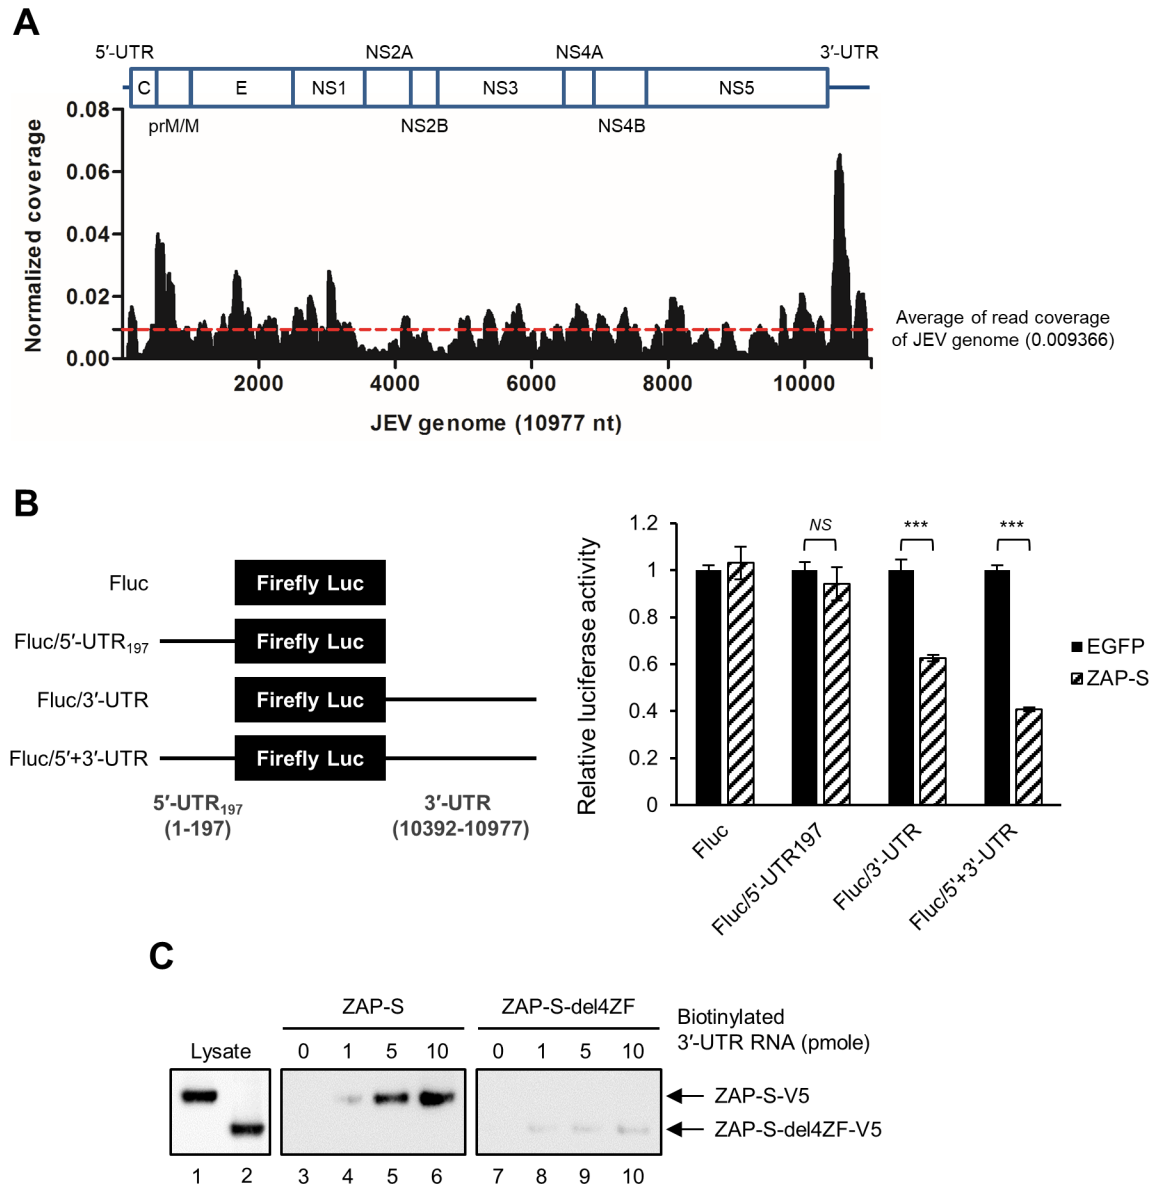 A
5′-UTR NS2A NS4A 3′-UTR
C E NS1 NS3 NS5
prM/M NS2B NS4B
Normalized coverage
0.08
0.06
0.04
0.02
0.00
2000 4000 6000 8000 10000
JEV genome (10977 nt)
Average of read coverage
of JEV genome (0.009366)
B
Fluc Firefly Luc
Fluc/5′-UTR197 Firefly Luc
Fluc/3′-UTR Firefly Luc
Fluc/5′+3′-UTR Firefly Luc
5′-UTR197 3′-UTR
(1-197) (10392-10977)
Relative luciferase activity
1.2
1
0.8
0.6
0.4
0.2
0
NS *** ***
EGFP
ZAP-S
Fluc
Fluc/5'-UTR197
Fluc/3'-UTR
Fluc/5'+3'-UTR
C
ZAP-S ZAP-S-del4ZF
Biotinylated
3′-UTR RNA (pmole)
Lysate 0 1 5 10 0 1 5 10
ZAP-S-V5
ZAP-S-del4ZF-V5
1 2 3 4 5 6 7 8 9 10